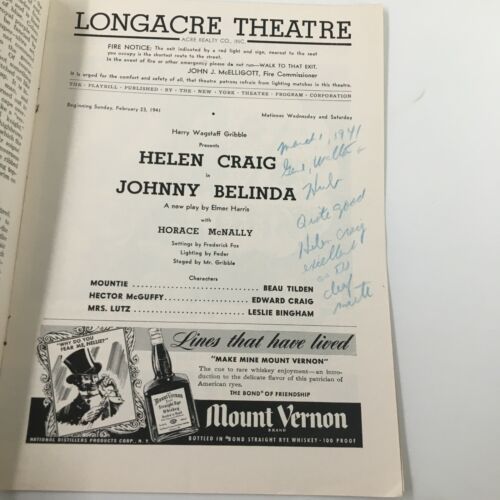 LONGACRE THEATRE
ACRE REALTY CO., INC.
FIRE NOTICE: The exit indicated by a red light and sign, nearest to the seat
you occupy is the shortest route to the street.
In the event of fire or other emergency please do not run—WALK TO THAT EXIT.
JOHN J. McELLIGOTT, Fire Commissioner
It is urged for the comfort and safety of all, that theatre patrons refrain from lighting matches in this theatre.
THE · PLAYBILL · PUBLISHED · BY · THE · NEW · YORK · THEATRE · PROGRAM · CORPORATION
Beginning Sunday, February 23, 1941
Matinees Wednesday and Saturday
Harry Wagstaff Gribble
Presents
HELEN CRAIG
in
JOHNNY BELINDA
A new play by Elmer Harris
with
HORACE McNALLY
Settings by Frederick Fox
Lighting by Feder
Staged by Mr. Gribble
Characters
MOUNTIE BEAU TILDEN
HECTOR McGUFFY EDWARD CRAIG
MRS. LUTZ LESLIE BINGHAM
March 1, 1941
Quite good
Helen Craig
excellent
as
deaf
mute
"WHY DO YOU
FEAR ME, NELLIE?"
Lines that have lived
"MAKE MINE MOUNT VERNON"
The cue to rare whiskey enjoyment—an intro-
duction to the delicate flavor of this patrician of
American ryes.
THE BOND OF FRIENDSHIP
Mount Vernon
BRAND
BOTTLED IN BOND STRAIGHT RYE WHISKEY · 100 PROOF
NATIONAL DISTILLERS PRODUCTS CORP., N. Y.
Mount Vernon
Straight Rye
Whiskey